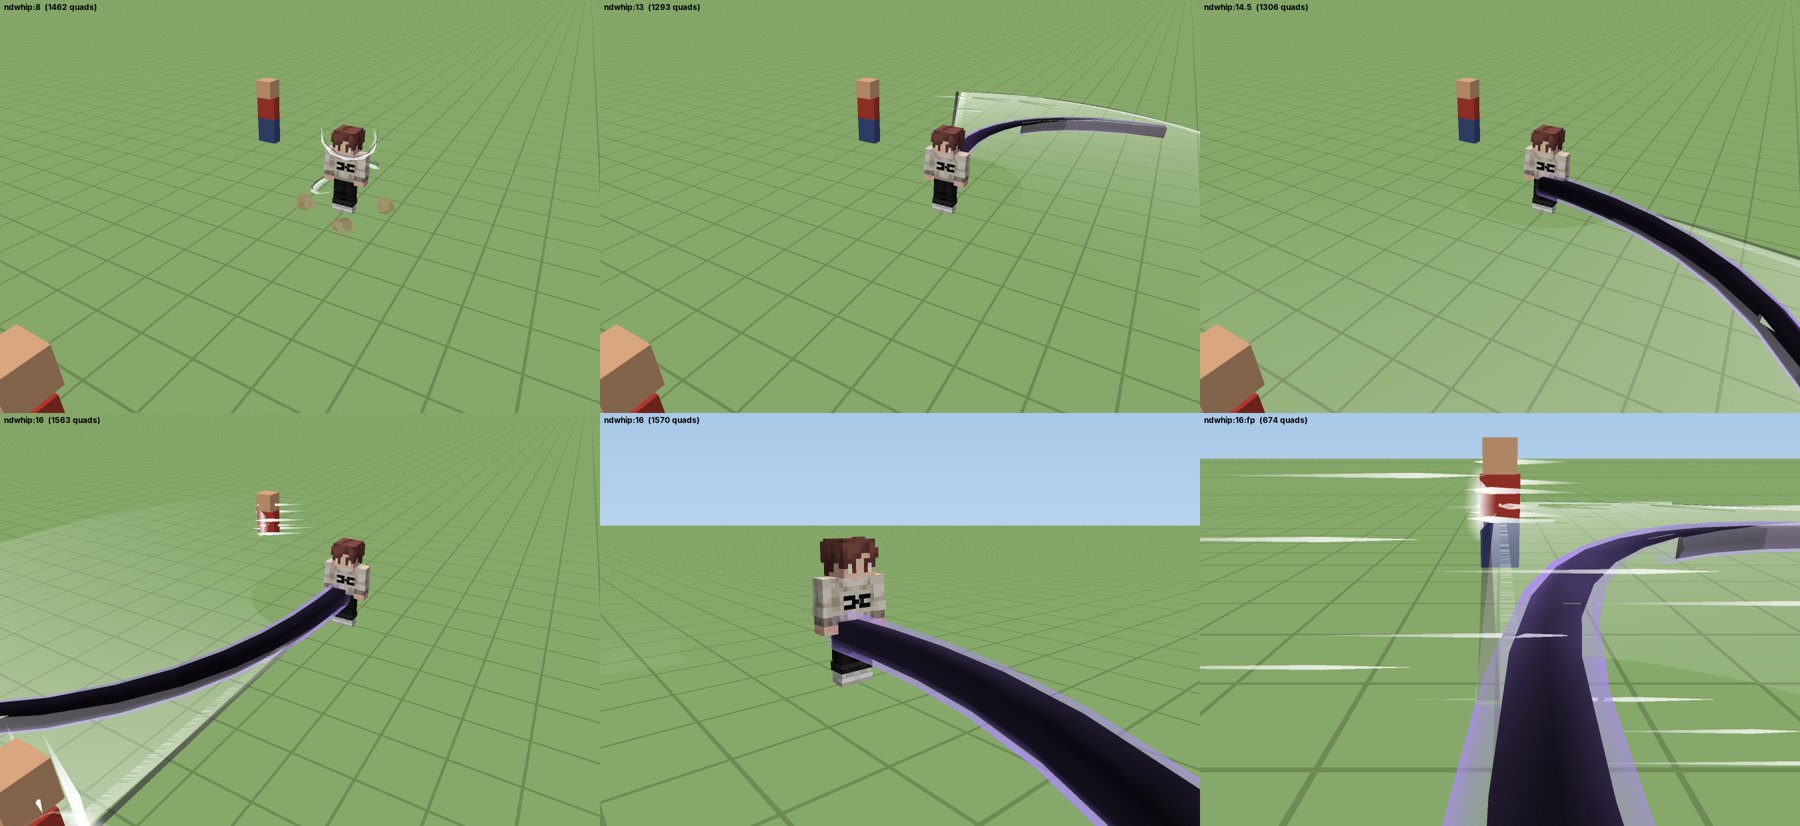 ndwhip:8 (1462 quads)
ndwhip:13 (1293 quads)
ndwhip:14.5 (1306 quads)
ndwhip:16 (1563 quads)
ndwhip:16 (1570 quads)
ndwhip:16:fp (674 quads)